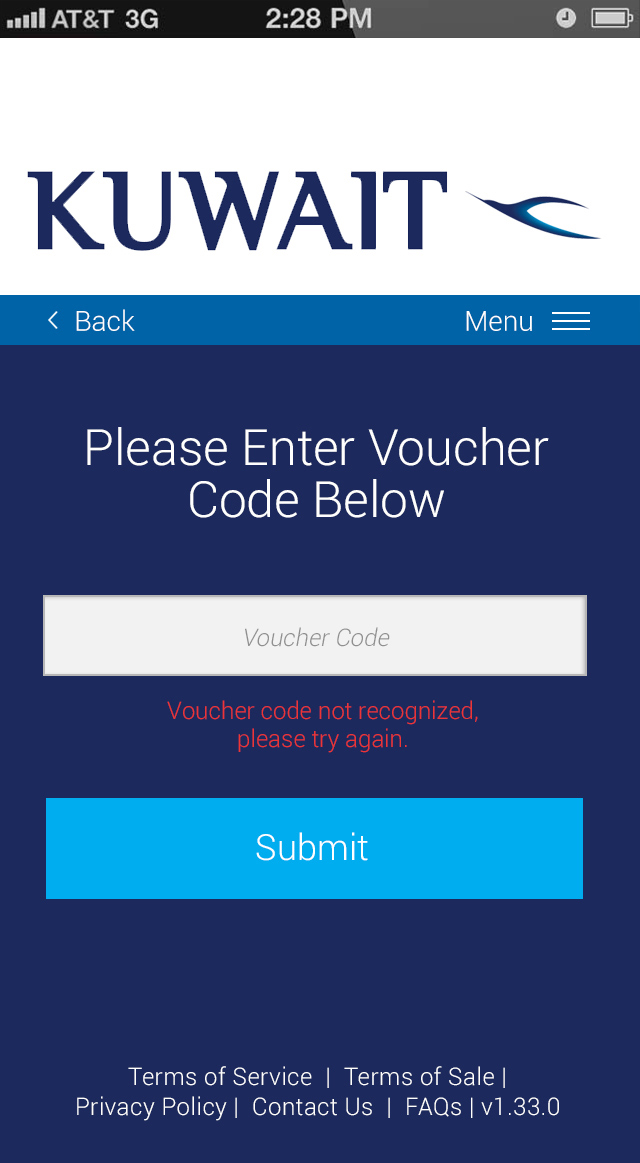 AT&T 3G 2:28 PM
KUWAIT
Back Menu
Please Enter Voucher
Code Below
Voucher Code
Voucher code not recognized,
please try again.
Submit
Terms of Service | Terms of Sale |
Privacy Policy | Contact Us | FAQs | v1.33.0